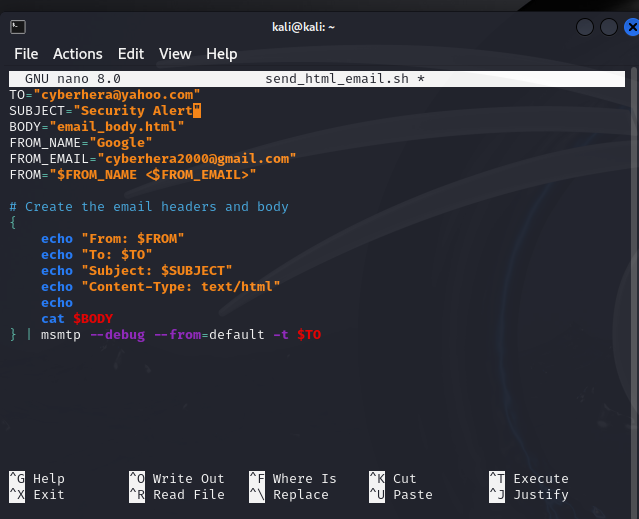 kali@kali: ~
File Actions Edit View Help
GNU nano 8.0 send_html_email.sh *
TO="cyberhera@yahoo.com"
SUBJECT="Security Alert"
BODY="email_body.html"
FROM_NAME="Google"
FROM_EMAIL="cyberhera2000@gmail.com"
FROM="$FROM_NAME <$FROM_EMAIL>"
# Create the email headers and body
{
    echo "From: $FROM"
    echo "To: $TO"
    echo "Subject: $SUBJECT"
    echo "Content-Type: text/html"
    echo
    cat $BODY
} | msmtp --debug --from=default -t $TO
^G Help ^O Write Out ^F Where Is ^K Cut ^T Execute
^X Exit ^R Read File ^\ Replace ^U Paste ^J Justify